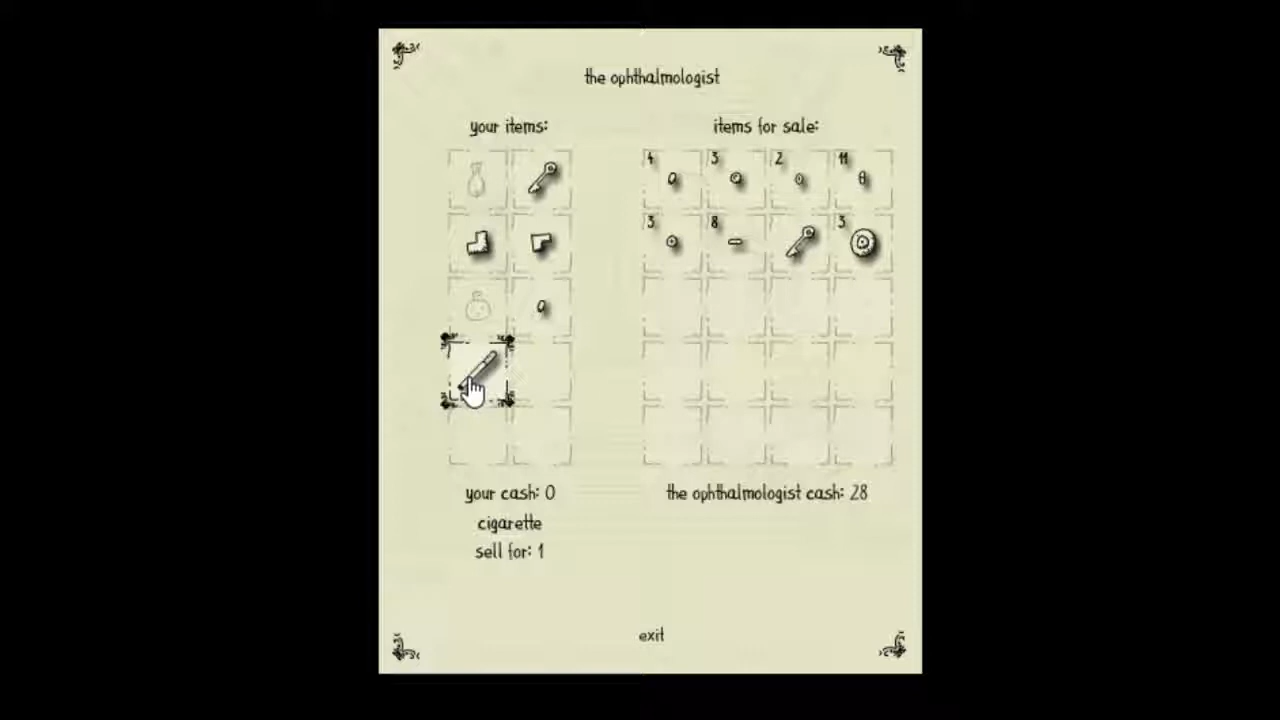 the ophthalmologist
your items:
items for sale:
4 3 2 11
3 8 3
your cash: 0
the ophthalmologist cash: 28
cigarette
sell for: 1
exit